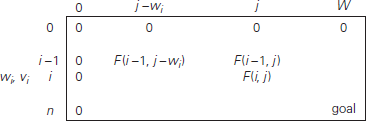 0 j–wᵢ j W
0 0 0 0 0
i–1 0 F(i–1, j–wᵢ) F(i–1, j)
wᵢ, vᵢ i 0 F(i, j)
n 0 goal